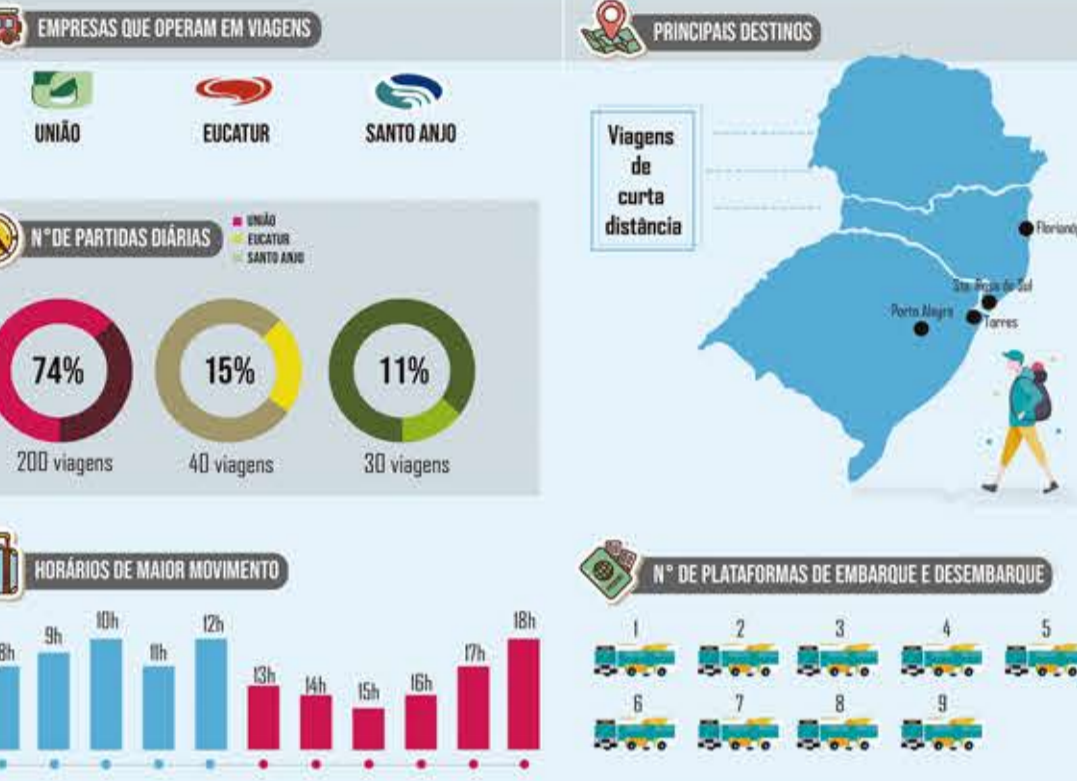 EMPRESAS QUE OPERAM EM VIAGENS
UNIÃO
EUCATUR
SANTO ANJO
N° DE PARTIDAS DIÁRIAS
UNIÃO
EUCATUR
SANTO ANJO
74%
15%
11%
200 viagens
40 viagens
30 viagens
HORÁRIOS DE MAIOR MOVIMENTO
8h
9h
10h
11h
12h
13h
14h
15h
16h
17h
18h
PRINCIPAIS DESTINOS
Viagens
de
curta
distância
Sul
Porto Alegre
Torres
N° DE PLATAFORMAS DE EMBARQUE E DESEMBARQUE
1
2
3
4
5
6
7
8
9